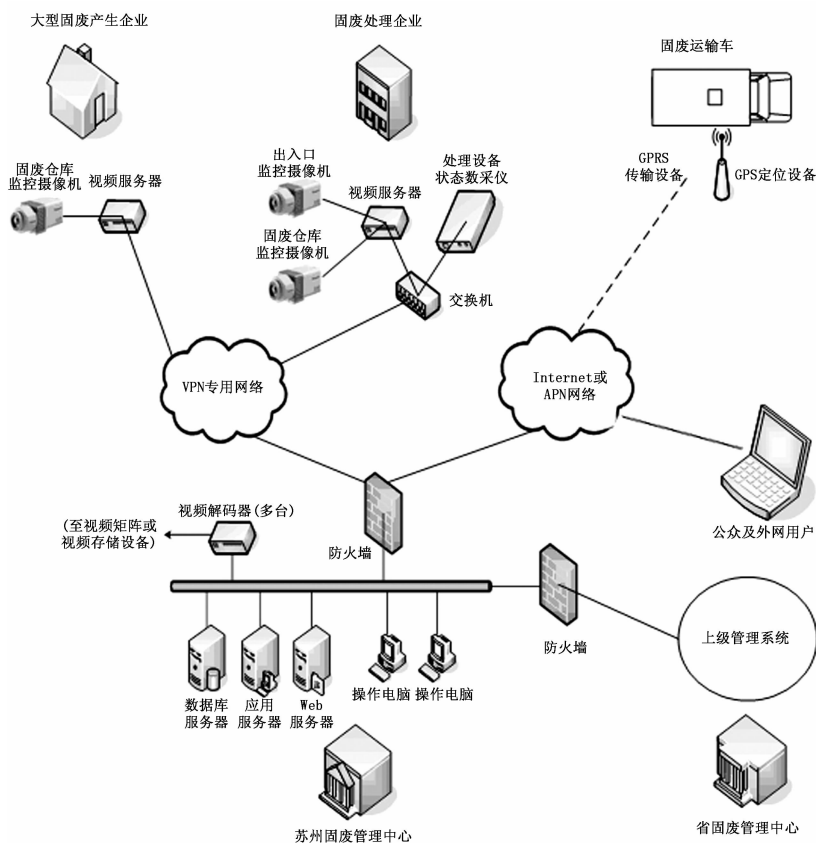 大型固废产生企业
固废处理企业
固废运输车
固废仓库
监控摄像机
视频服务器
出入口
监控摄像机
视频服务器
处理设备
状态数采仪
GPRS
传输设备
GPS定位设备
固废仓库
监控摄像机
交换机
VPN专用网络
Internet或
APN网络
(至视频矩阵或
视频存储设备)
视频解码器(多台)
防火墙
公众及外网用户
防火墙
上级管理系统
数据库
服务器
应用
服务器
Web
服务器
操作电脑
操作电脑
苏州固废管理中心
省固废管理中心